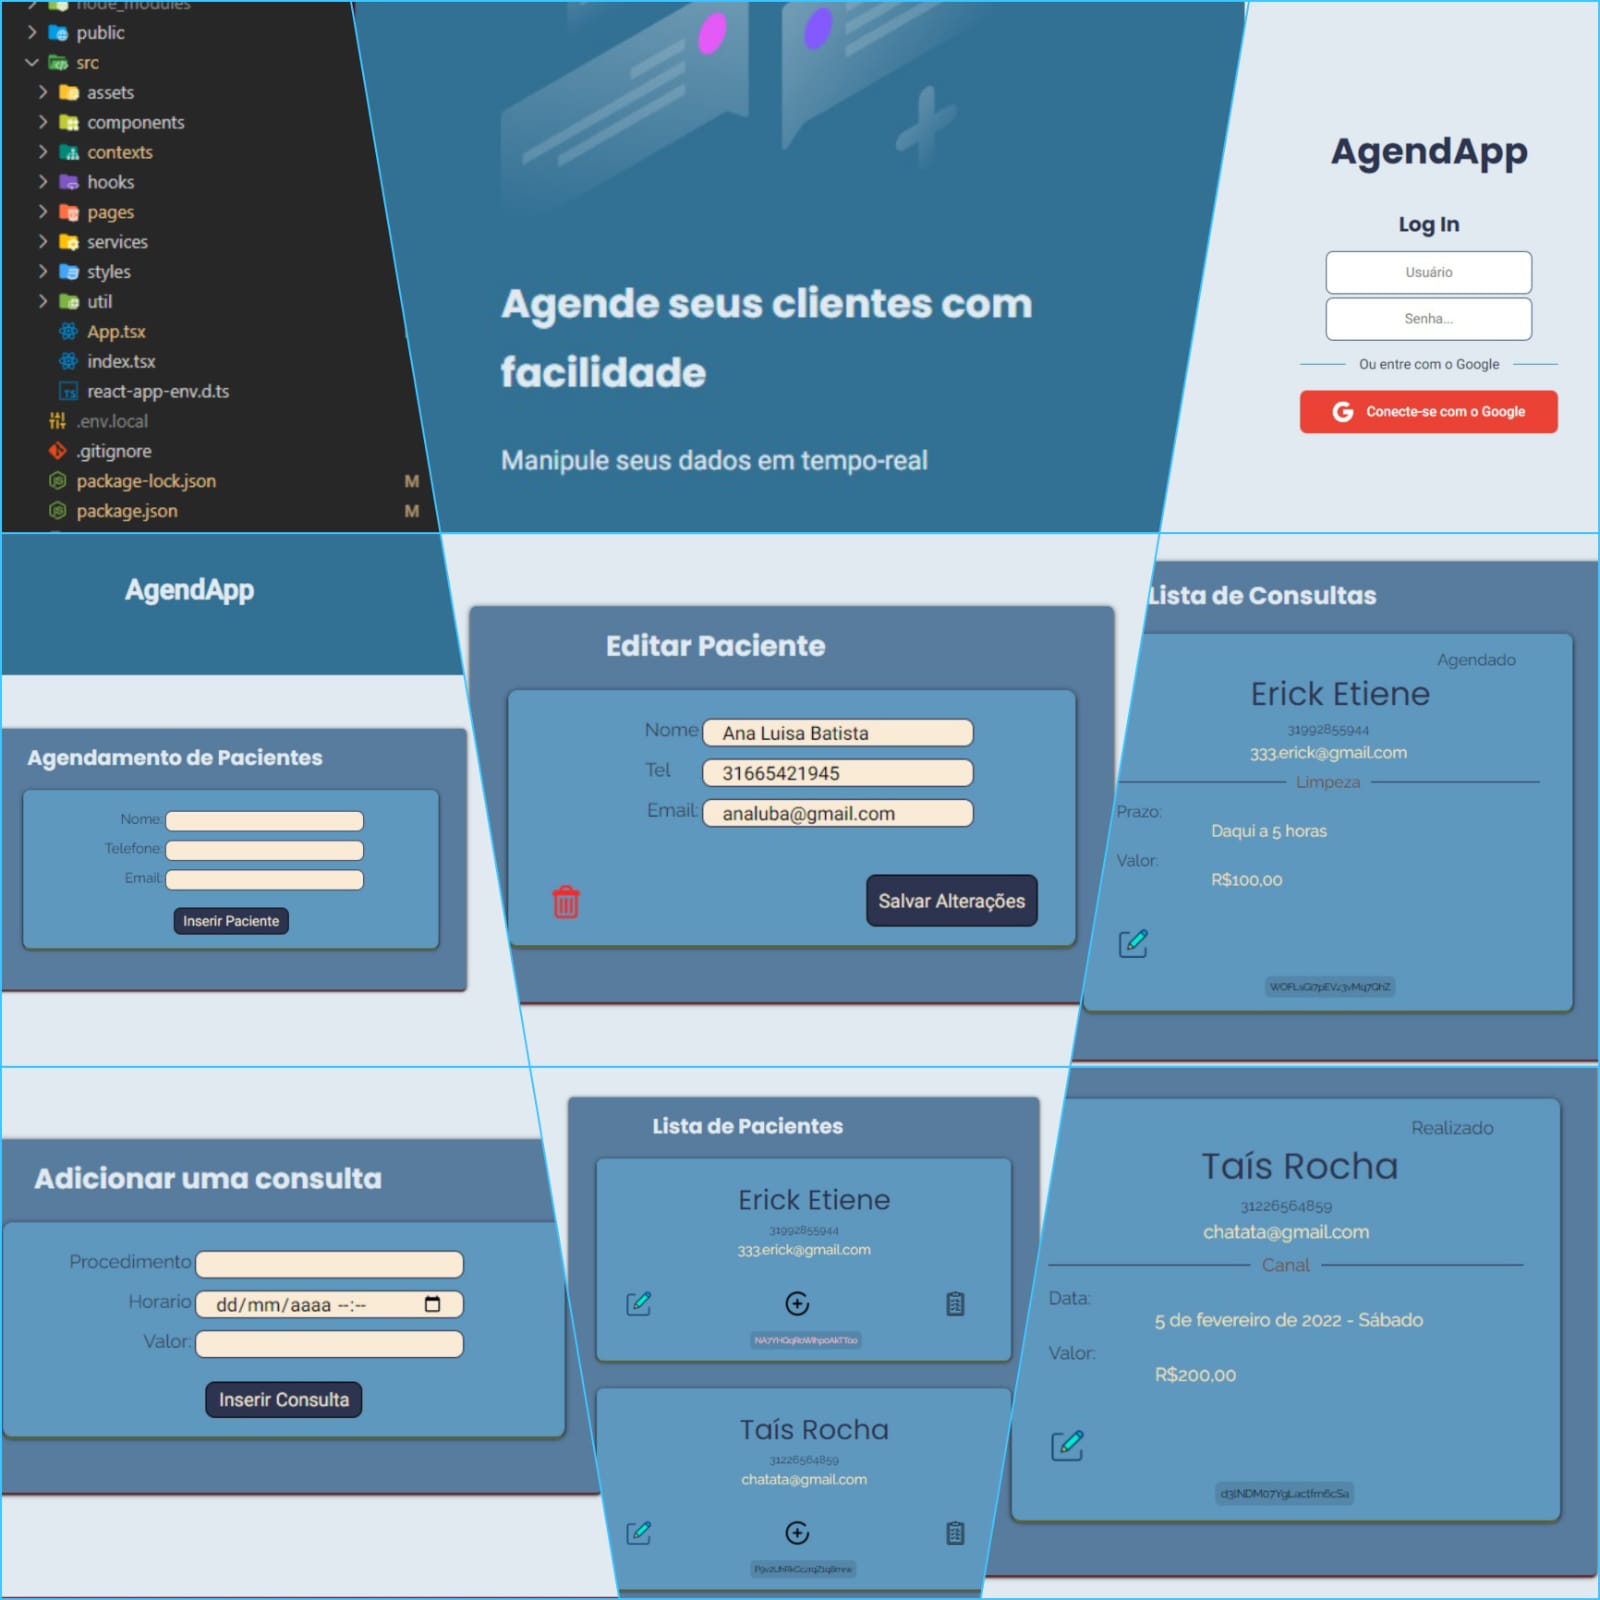 node_modules
public
src
assets
components
contexts
hooks
pages
services
styles
util
App.tsx
index.tsx
TS react-app-env.d.ts
.env.local
.gitignore
package-lock.json M
package.json M
Agende seus clientes com
facilidade
Manipule seus dados em tempo-real
AgendApp
Log In
Usuário
Senha...
Ou entre com o Google
G Conecte-se com o Google
AgendApp
Agendamento de Pacientes
Nome:
Telefone:
Email:
Inserir Paciente
Editar Paciente
Nome Ana Luisa Batista
Tel 31665421945
Email: analuba@gmail.com
Salvar Alterações
Lista de Consultas
Agendado
Erick Etiene
31992855944
333.erick@gmail.com
Limpeza
Prazo:
Daqui a 5 horas
Valor:
R$100,00
Adicionar uma consulta
Procedimento
Horario dd/mm/aaaa --:--
Valor:
Inserir Consulta
Lista de Pacientes
Erick Etiene
31992855944
333.erick@gmail.com
Taís Rocha
31226564859
chatata@gmail.com
Realizado
Taís Rocha
31226564859
chatata@gmail.com
Canal
Data:
5 de fevereiro de 2022 - Sábado
Valor:
R$200,00